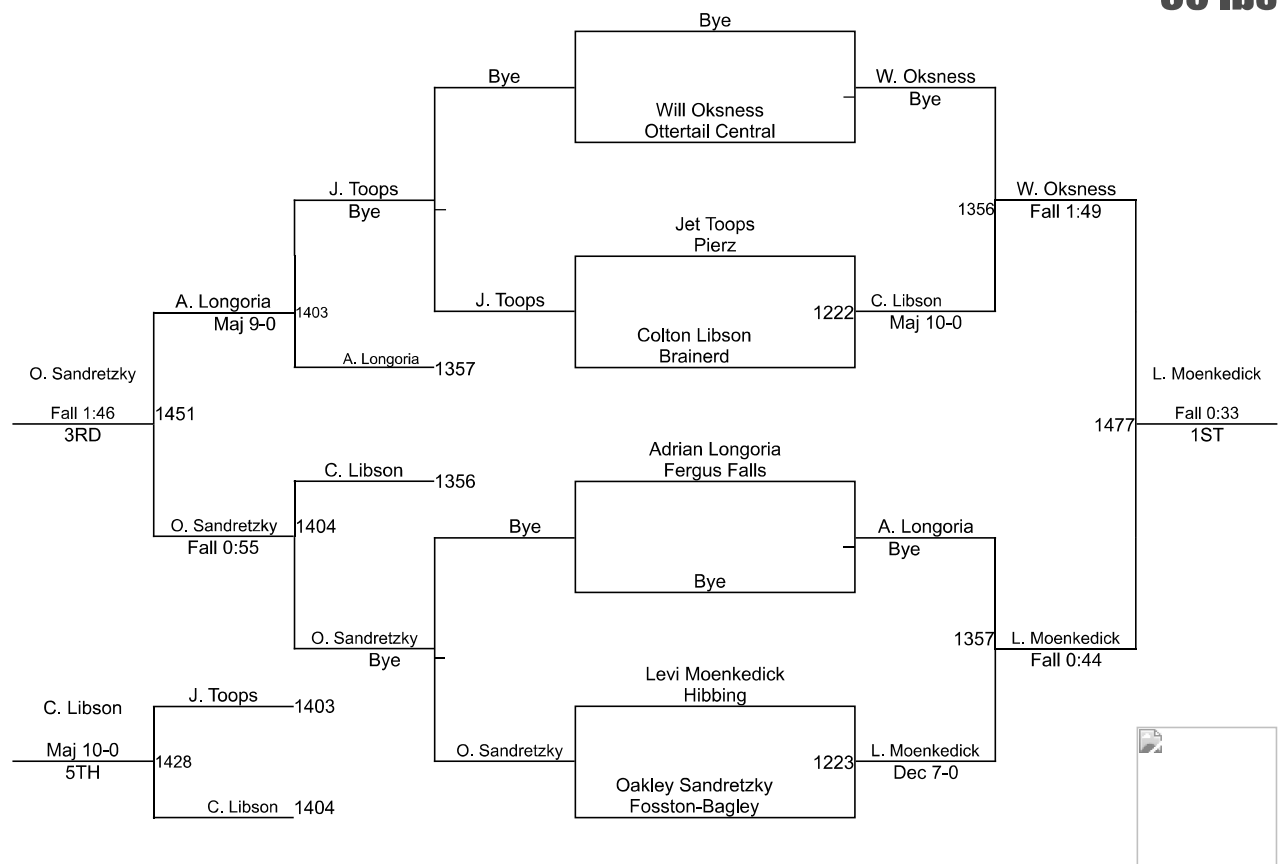 Bye
Bye
W. Oksness
Bye
Will Oksness
Ottertail Central
J. Toops
Bye
W. Oksness
Fall 1:49
1356
Jet Toops
Pierz
A. Longoria
Maj 9-0
1403
J. Toops
1222
C. Libson
Maj 10-0
Colton Libson
Brainerd
A. Longoria
1357
O. Sandretzky
Fall 1:46
3RD
1451
L. Moenkedick
Fall 0:33
1ST
1477
Adrian Longoria
Fergus Falls
C. Libson
1356
O. Sandretzky
Fall 0:55
1404
Bye
A. Longoria
Bye
Bye
O. Sandretzky
Bye
1357
L. Moenkedick
Fall 0:44
Levi Moenkedick
Hibbing
C. Libson
J. Toops
1403
Maj 10-0
5TH
1428
O. Sandretzky
1223
L. Moenkedick
Dec 7-0
Oakley Sandretzky
Fosston-Bagley
C. Libson
1404